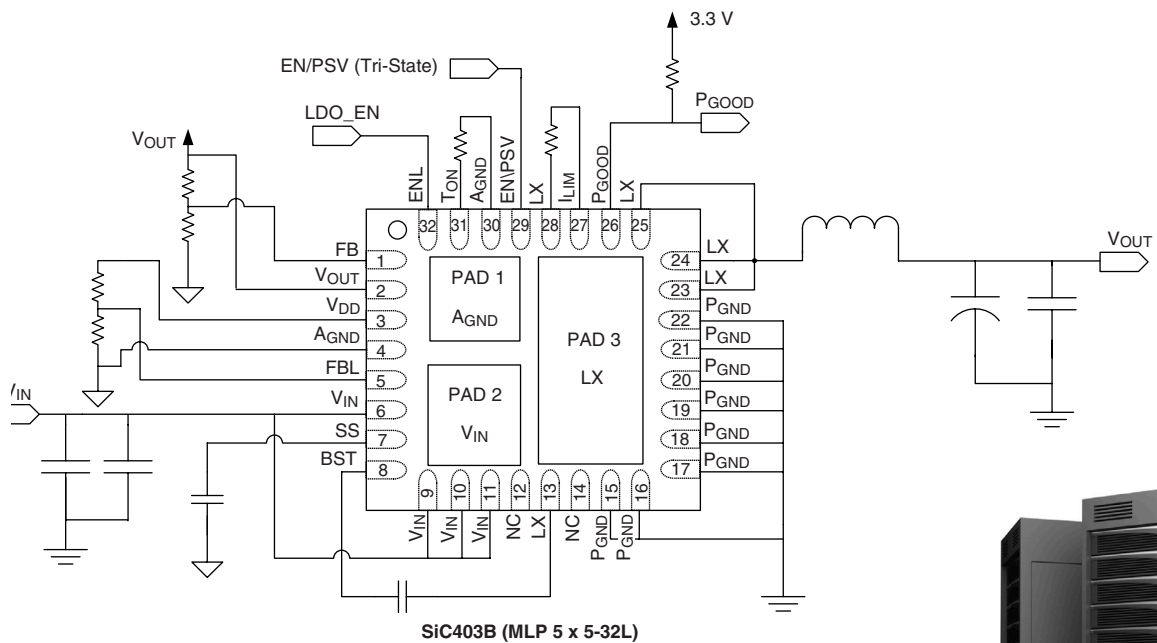 3.3 V
EN/PSV (Tri-State)
PGOOD
LDO_EN
VOUT
ENL
TON
AGND
EN\PSV
LX
ILIM
PGOOD
LX
32
31
30
29
28
27
26
25
FB
1
VOUT
2
VDD
3
AGND
4
FBL
5
VIN
VIN
6
SS
7
BST
8
PAD 1
AGND
PAD 2
VIN
PAD 3
LX
24
LX
23
LX
22
PGND
21
PGND
20
PGND
19
PGND
18
PGND
17
PGND
VOUT
9
10
11
12
13
14
15
16
VIN
VIN
VIN
NC
LX
NC
PGND
PGND
SiC403B (MLP 5 x 5-32L)